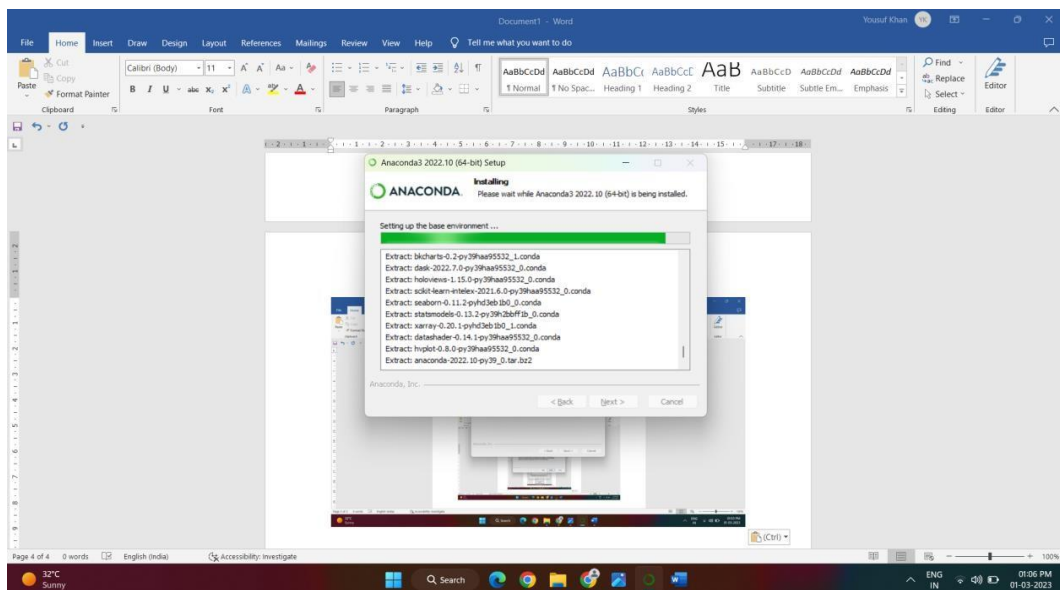 Document1 - Word
Yousuf Khan YK
File Home Insert Draw Design Layout References Mailings Review View Help Tell me what you want to do
Paste
Cut
Copy
Format Painter
Clipboard
Calibri (Body) 11
Font
Paragraph
AaBbCcDd AaBbCcDd AaBbCc AaBbCcE AaB AaBbCcD AaBbCcDd AaBbCcDd
¶ Normal ¶ No Spac... Heading 1 Heading 2 Title Subtitle Subtle Em... Emphasis
Styles
Find
Replace
Select
Editing
Editor
Editor
Anaconda3 2022.10 (64-bit) Setup
ANACONDA.
Installing
Please wait while Anaconda3 2022.10 (64-bit) is being installed.
Setting up the base environment ...
Extract: bkcharts-0.2-py39haa95532_1.conda
Extract: dask-2022.7.0-py39haa95532_0.conda
Extract: holoviews-1.15.0-py39haa95532_0.conda
Extract: scikit-learn-intelex-2021.6.0-py39haa95532_0.conda
Extract: seaborn-0.11.2-pyhd3eb1b0_0.conda
Extract: statsmodels-0.13.2-py39h2bbff1b_0.conda
Extract: xarray-0.20.1-pyhd3eb1b0_1.conda
Extract: datashader-0.14.1-py39haa95532_0.conda
Extract: hvplot-0.8.0-py39haa95532_0.conda
Extract: anaconda-2022.10-py39_0.tar.bz2
Anaconda, Inc.
< Back Next > Cancel
(Ctrl)
Page 4 of 4 0 words English (India) Accessibility: Investigate 100%
32°C
Sunny
Search
ENG
IN
01:06 PM
01-03-2023